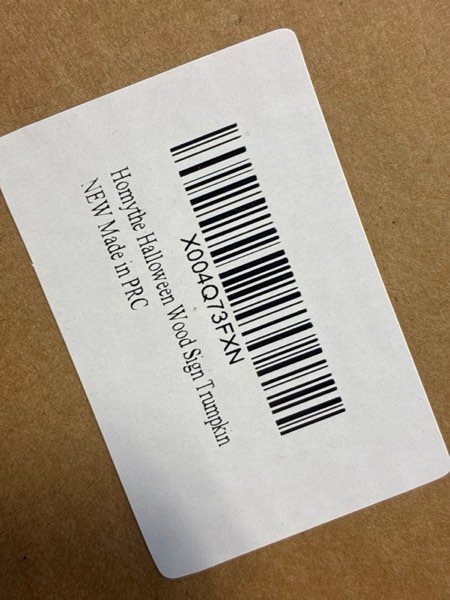 X004Q73FXN
Homythe Halloween Wood Sign Trumpkin
NEW Made in PRC